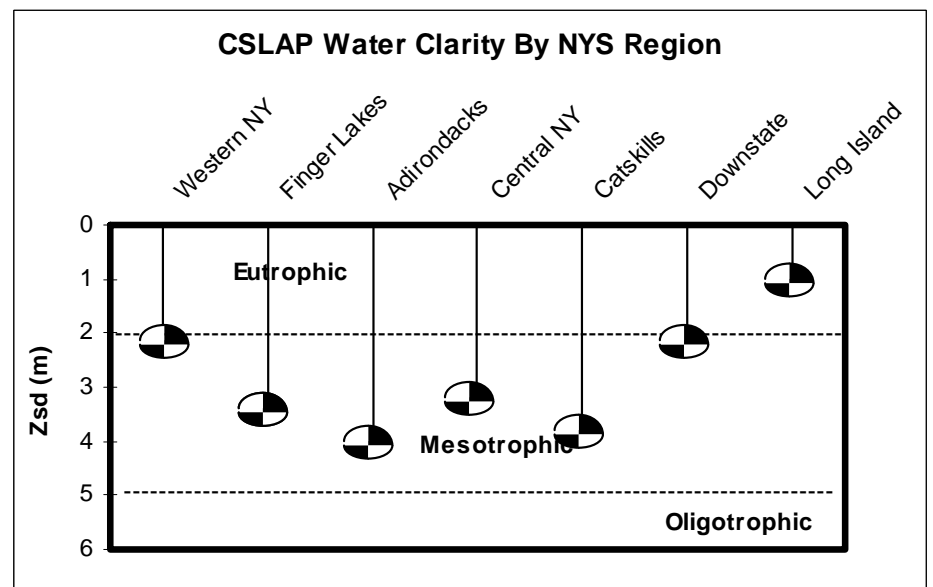 CSLAP Water Clarity By NYS Region
Western NY
Finger Lakes
Adirondacks
Central NY
Catskills
Downstate
Long Island
0
Eutrophic
1
2
3
4
Mesotrophic
5
Oligotrophic
6
Zsd (m)